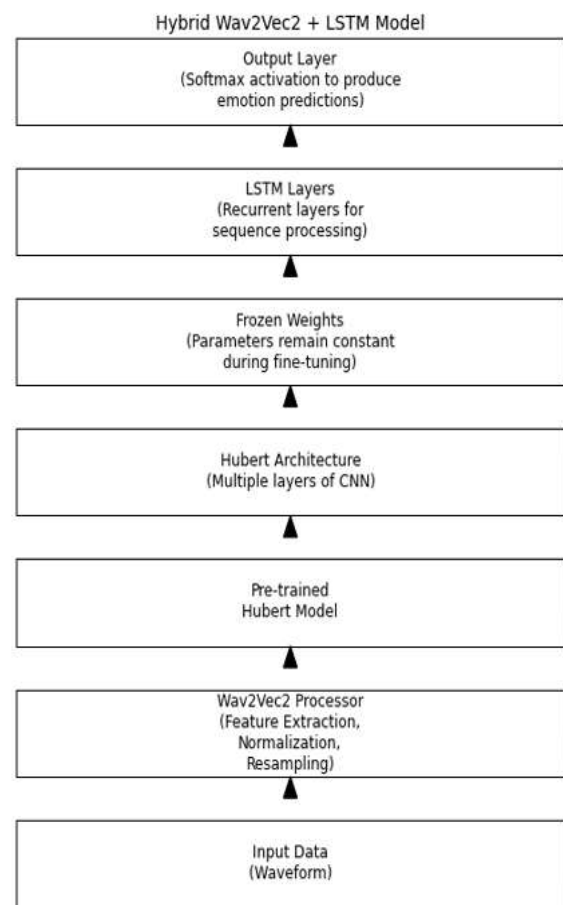 Hybrid Wav2Vec2 + LSTM Model
Output Layer
(Softmax activation to produce
emotion predictions)
LSTM Layers
(Recurrent layers for
sequence processing)
Frozen Weights
(Parameters remain constant
during fine-tuning)
Hubert Architecture
(Multiple layers of CNN)
Pre-trained
Hubert Model
Wav2Vec2 Processor
(Feature Extraction,
Normalization,
Resampling)
Input Data
(Waveform)